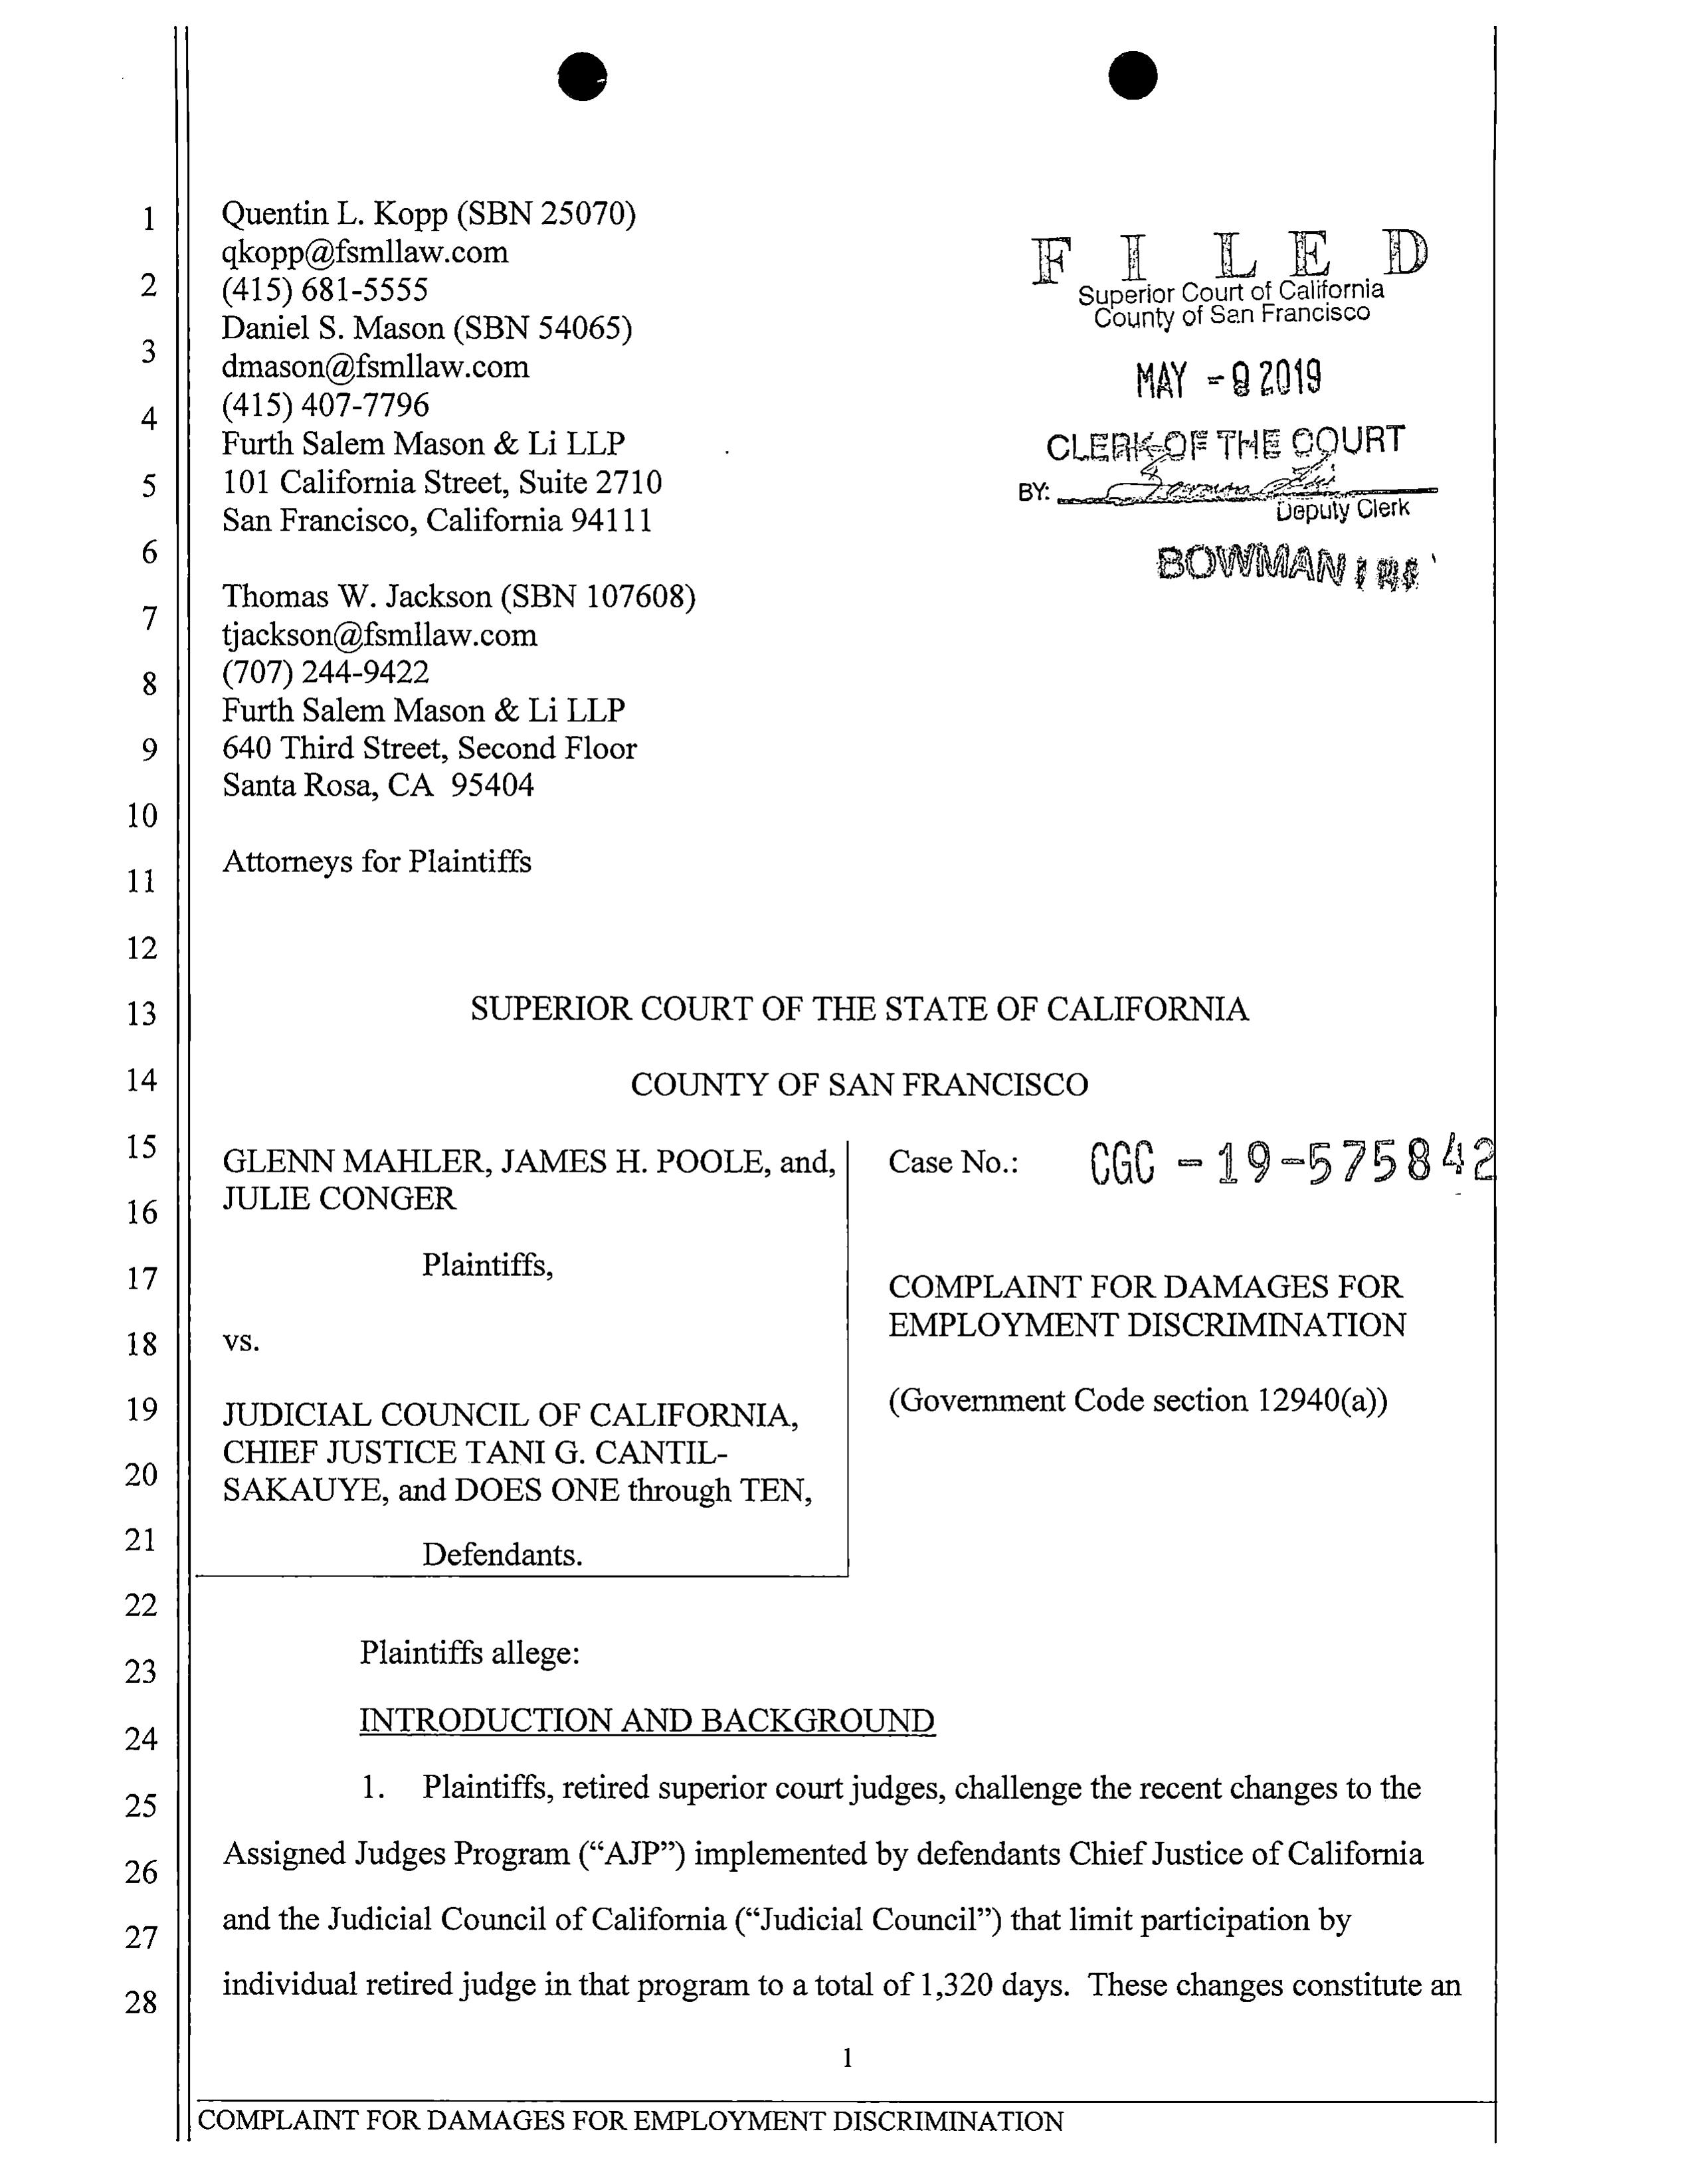 Quentin L. Kopp (SBN 25070)
qkopp@fsmllaw.com
(415) 681-5555
Daniel S. Mason (SBN 54065)
dmason@fsmllaw.com
(415) 407-7796
Furth Salem Mason & Li LLP
101 California Street, Suite 2710
San Francisco, California 94111
Thomas W. Jackson (SBN 107608)
tjackson@fsmllaw.com
(707) 244-9422
Furth Salem Mason & Li LLP
640 Third Street, Second Floor
Santa Rosa, CA 95404
Attorneys for Plaintiffs
FILED
Superior Court of California
County of San Francisco
MAY - 2019
CLERK OF THE COURT
BY:
Deputy Clerk
BOWMAN
1
2
3
4
5
6
7
8
9
10
11
12
13
14
15
16
17
18
19
20
21
22
23
24
25
26
27
28
SUPERIOR COURT OF THE STATE OF CALIFORNIA
COUNTY OF SAN FRANCISCO
GLENN MAHLER, JAMES H. POOLE, and,
JULIE CONGER
Plaintiffs,
vs.
JUDICIAL COUNCIL OF CALIFORNIA,
CHIEF JUSTICE TANI G. CANTIL-
SAKAUYE, and DOES ONE through TEN,
Defendants.
Case No.: CGC - 19-575842
COMPLAINT FOR DAMAGES FOR
EMPLOYMENT DISCRIMINATION
(Government Code section 12940(a))
Plaintiffs allege:
INTRODUCTION AND BACKGROUND
1. Plaintiffs, retired superior court judges, challenge the recent changes to the
Assigned Judges Program (“AJP”) implemented by defendants Chief Justice of California
and the Judicial Council of California (“Judicial Council”) that limit participation by
individual retired judge in that program to a total of 1,320 days. These changes constitute an
1
COMPLAINT FOR DAMAGES FOR EMPLOYMENT DISCRIMINATION